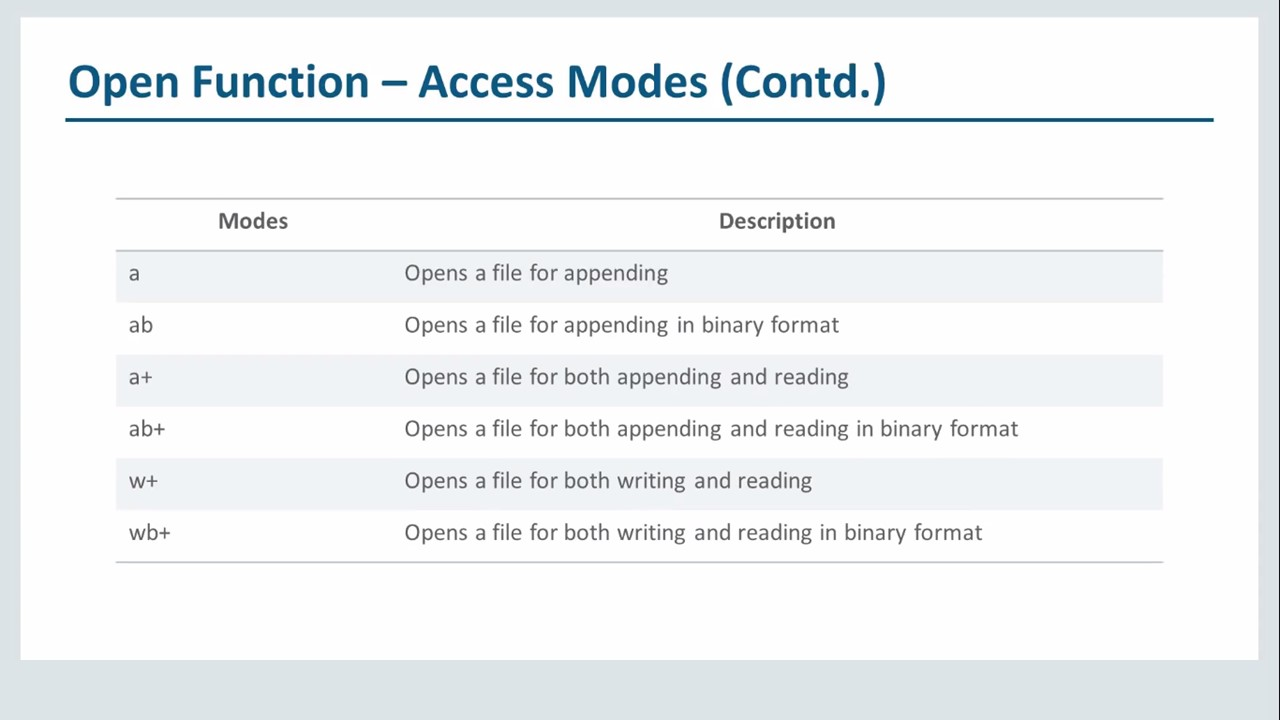 Open Function – Access Modes (Contd.)
Modes Description
a Opens a file for appending
ab Opens a file for appending in binary format
a+ Opens a file for both appending and reading
ab+ Opens a file for both appending and reading in binary format
w+ Opens a file for both writing and reading
wb+ Opens a file for both writing and reading in binary format